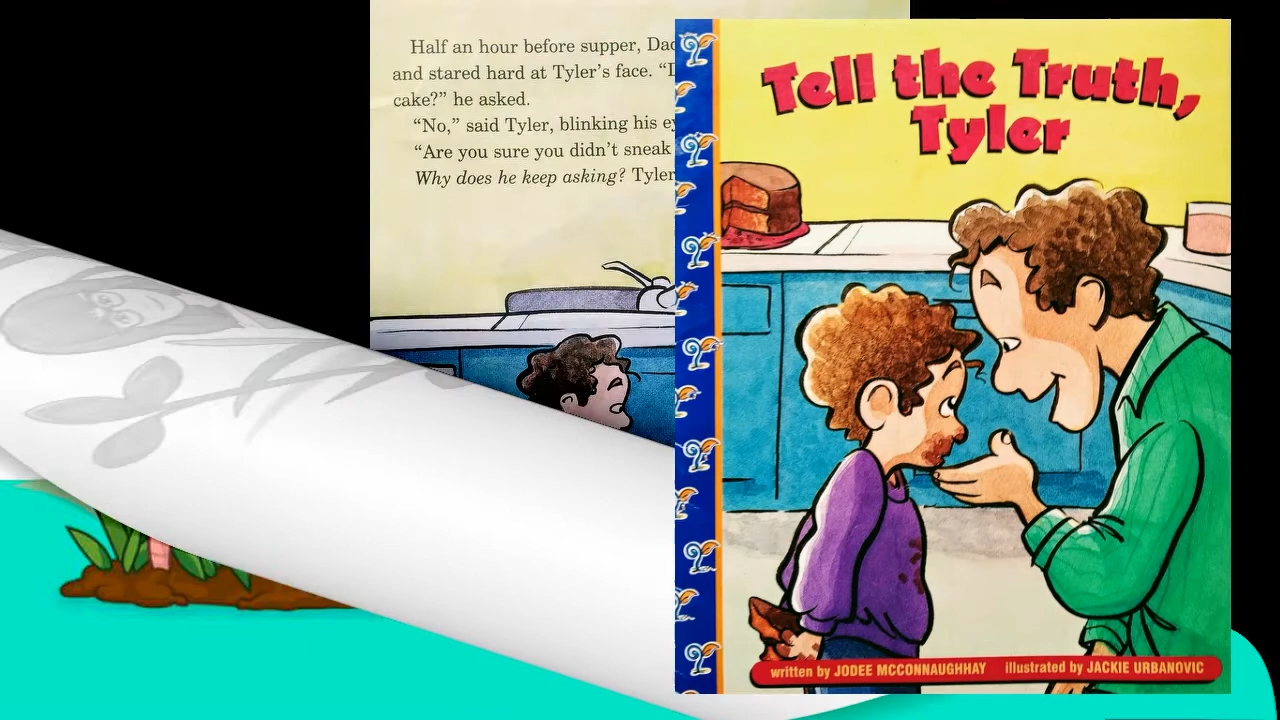 Half an hour before supper, Dad
and stared hard at Tyler's face. "
cake?" he asked.
"No," said Tyler, blinking his
"Are you sure you didn't sneak
Why does he keep asking? Tyler
Tell the Truth,
Tyler
written by JODEE MCCONNAUGHHAY illustrated by JACKIE URBANOVIC